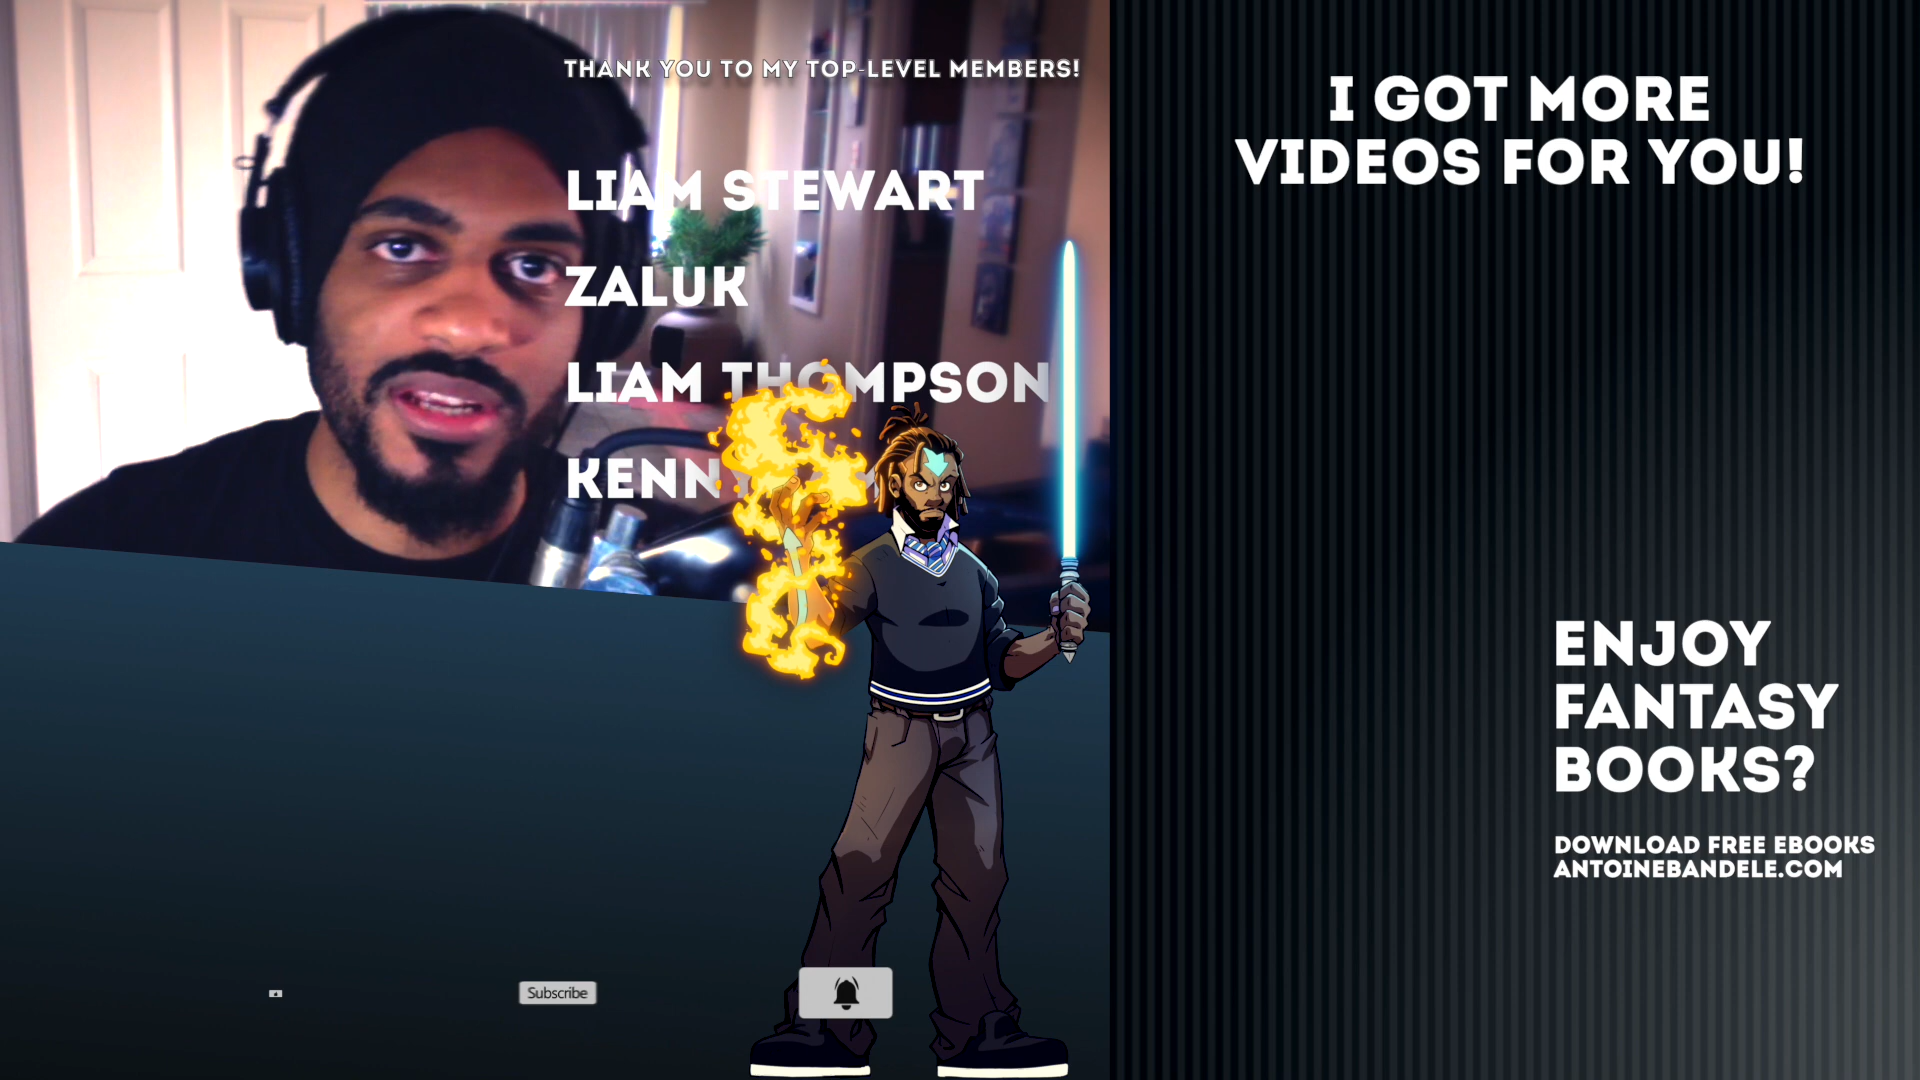 THANK YOU TO MY TOP-LEVEL MEMBERS!
LIAM STEWART
ZALUK
LIAM THOMPSON
Subscribe
I GOT MORE
VIDEOS FOR YOU!
ENJOY
FANTASY
BOOKS?
DOWNLOAD FREE EBOOKS
ANTOINEBANDELE.COM